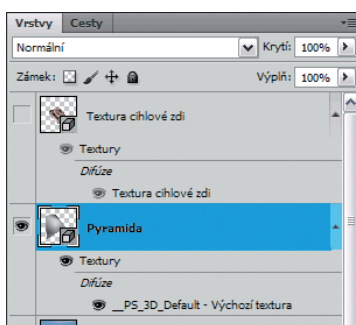 Vrstvy Cesty
Normální Krytí: 100%
Zámek: Výplň: 100%
Textura cihlové zdi
Textury
Difúze
Textura cihlové zdi
Pyramida
Textury
Difúze
__PS_3D_Default - Výchozí textura